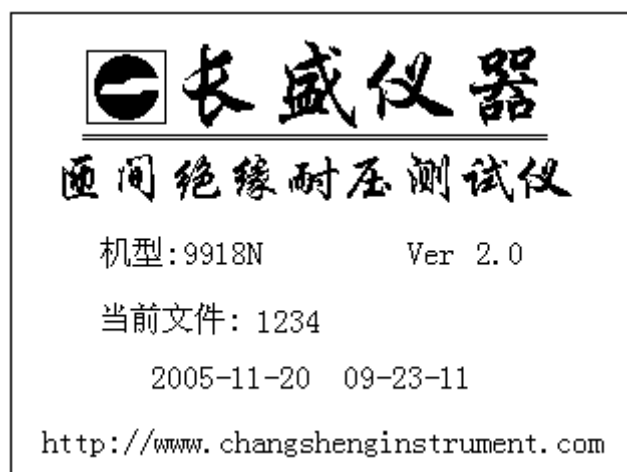 长盛仪器
匝间绝缘耐压测试仪
机型:9918N Ver 2.0
当前文件: 1234
2005-11-20 09-23-11
http://www.changshenginstrument.com